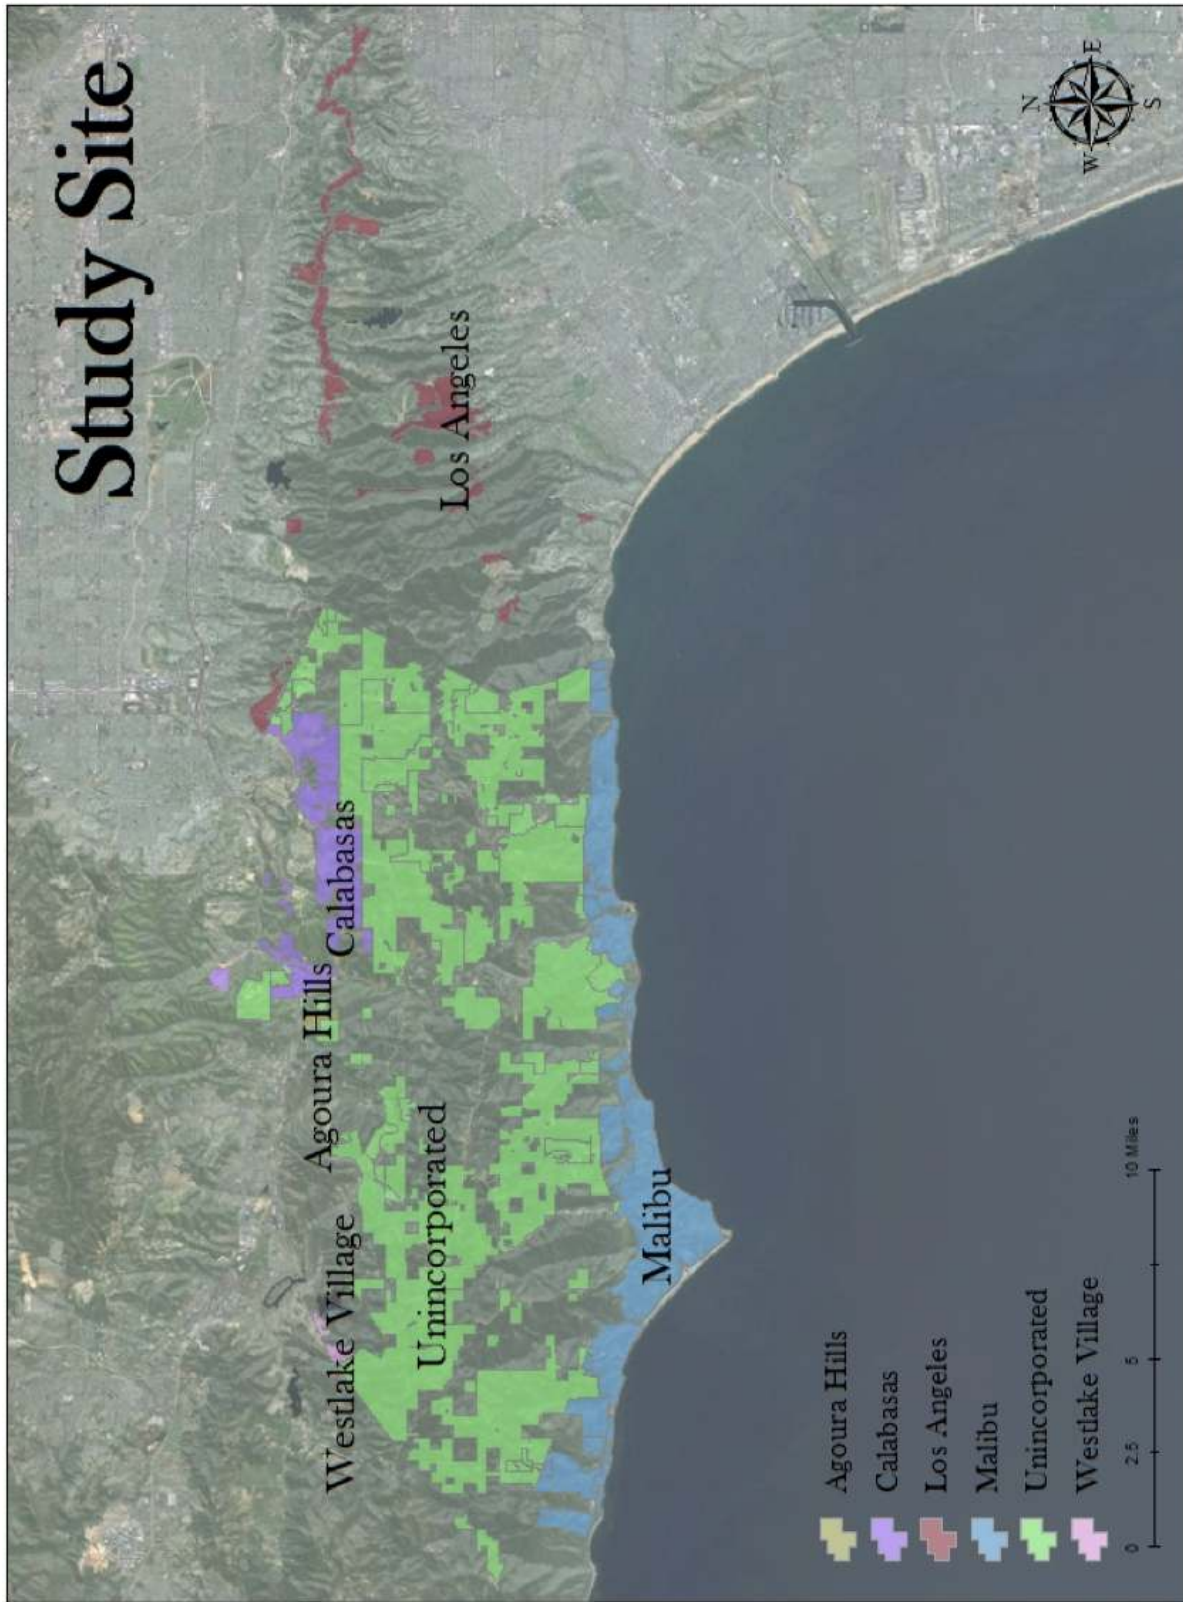 Study Site
Los Angeles
Calabasas
Agoura Hills
Westlake Village
Unincorporated
Malibu
N
W
E
S
Agoura Hills
Calabasas
Los Angeles
Malibu
Unincorporated
Westlake Village
0 2.5 5 10 Miles